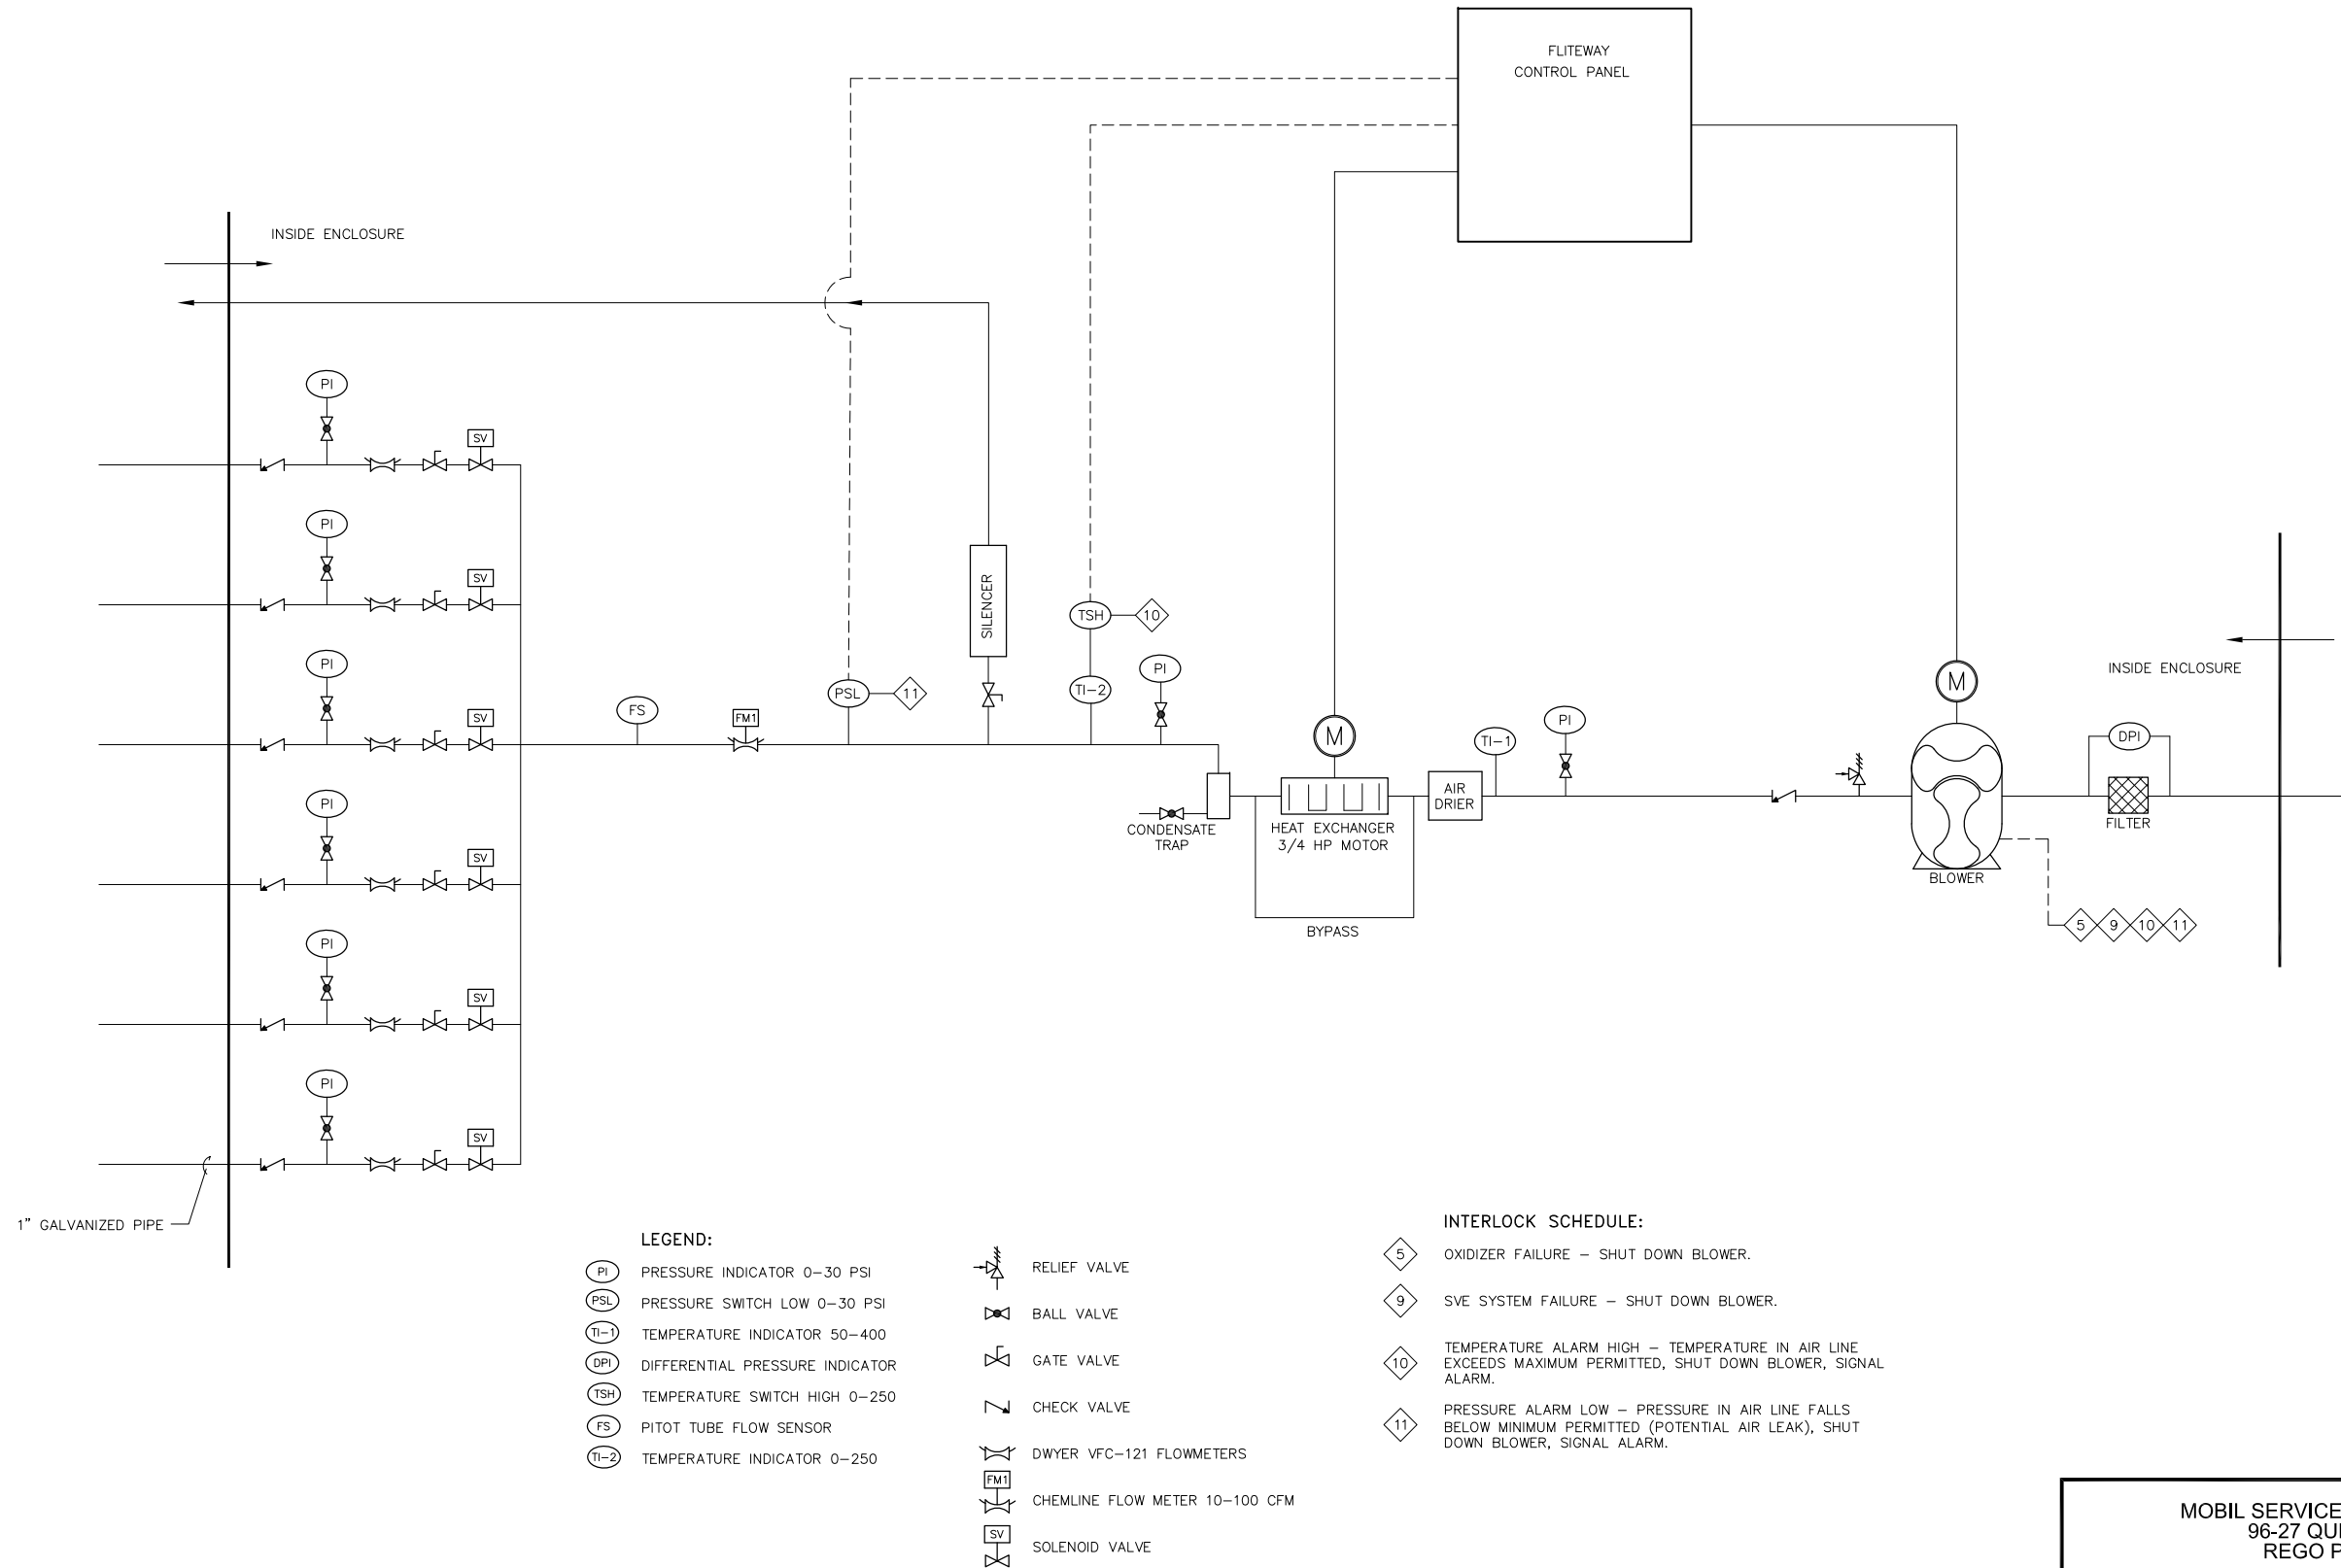 FLITEWAY
CONTROL PANEL
INSIDE ENCLOSURE
PI
SV
PI
SV
PI
SV
PI
SV
PI
SV
PI
SV
1” GALVANIZED PIPE
FS
FM1
PSL
11
SILENCER
TSH
10
TI–2
PI
CONDENSATE
TRAP
M
HEAT EXCHANGER
3/4 HP MOTOR
BYPASS
AIR
DRIER
TI–1
PI
M
BLOWER
INSIDE ENCLOSURE
DPI
FILTER
5
9
10
11
LEGEND:
PI PRESSURE INDICATOR 0–30 PSI
PSL PRESSURE SWITCH LOW 0–30 PSI
TI–1 TEMPERATURE INDICATOR 50–400
DPI DIFFERENTIAL PRESSURE INDICATOR
TSH TEMPERATURE SWITCH HIGH 0–250
FS PITOT TUBE FLOW SENSOR
TI–2 TEMPERATURE INDICATOR 0–250
RELIEF VALVE
BALL VALVE
GATE VALVE
CHECK VALVE
DWYER VFC–121 FLOWMETERS
FM1 CHEMLINE FLOW METER 10–100 CFM
SV SOLENOID VALVE
INTERLOCK SCHEDULE:
5 OXIDIZER FAILURE – SHUT DOWN BLOWER.
9 SVE SYSTEM FAILURE – SHUT DOWN BLOWER.
10 TEMPERATURE ALARM HIGH – TEMPERATURE IN AIR LINE
EXCEEDS MAXIMUM PERMITTED, SHUT DOWN BLOWER, SIGNAL
ALARM.
11 PRESSURE ALARM LOW – PRESSURE IN AIR LINE FALLS
BELOW MINIMUM PERMITTED (POTENTIAL AIR LEAK), SHUT
DOWN BLOWER, SIGNAL ALARM.
MOBIL SERVICE
96-27
REGO